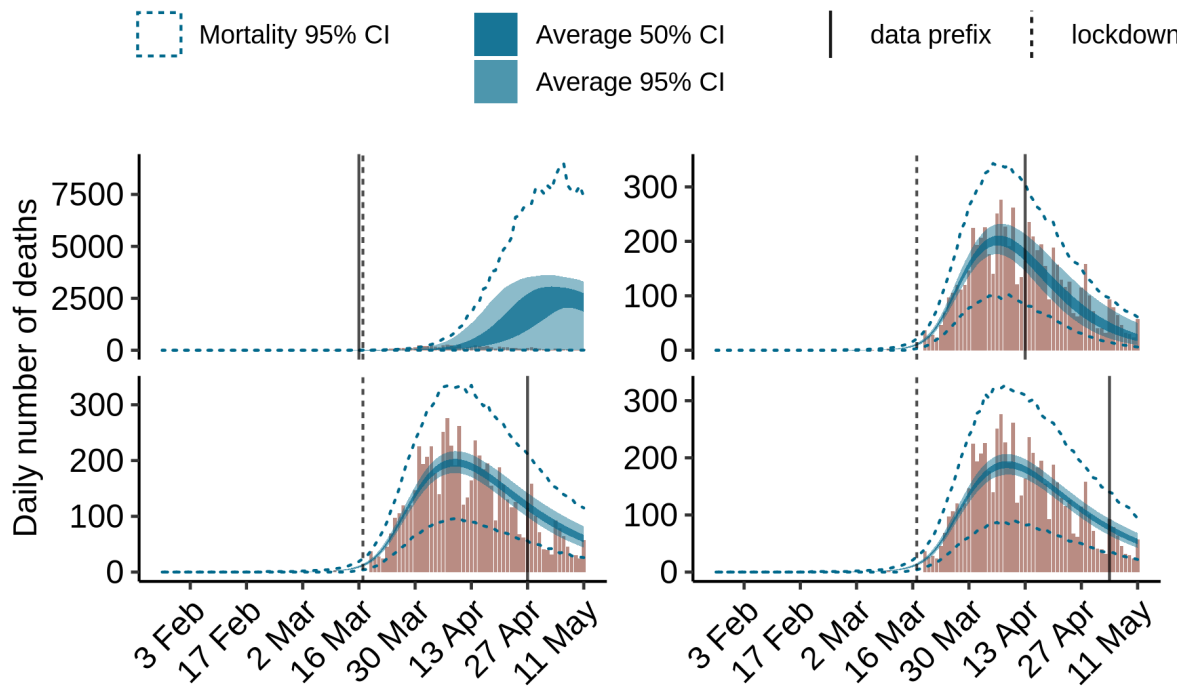 Mortality 95% CI
Average 50% CI
data prefix
lockdown
Average 95% CI
Daily number of deaths
7500
5000
2500
0
300
200
100
0
300
200
100
0
300
200
100
0
3 Feb
17 Feb
2 Mar
16 Mar
30 Mar
13 Apr
27 Apr
11 May
3 Feb
17 Feb
2 Mar
16 Mar
30 Mar
13 Apr
27 Apr
11 May